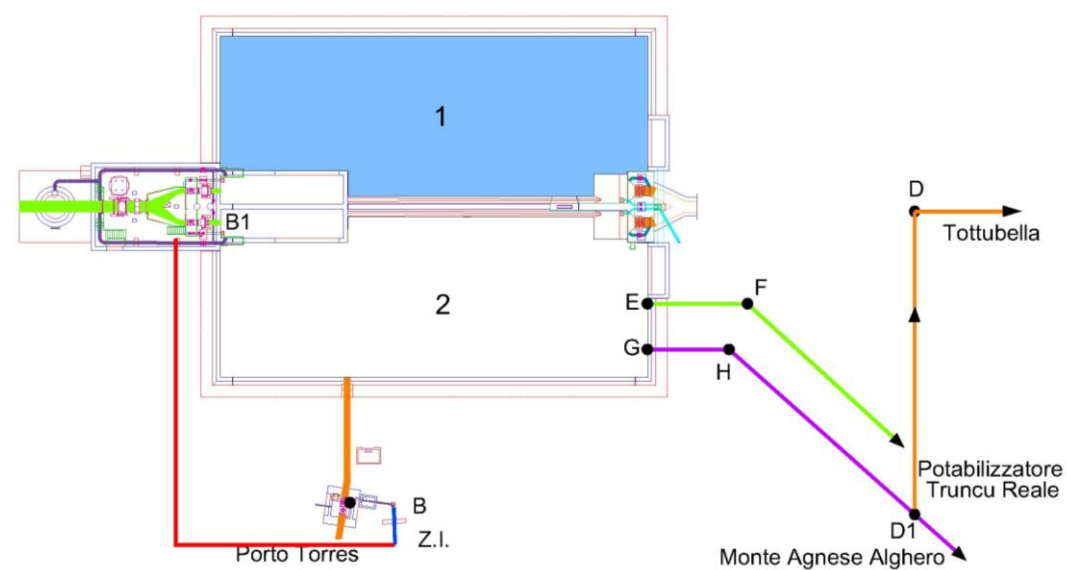 1
B1
D
Tottubella
2
E
F
G
H
Potabilizzatore
Truncu Reale
B
D1
Z.I.
Porto Torres
Monte Agnese Alghero